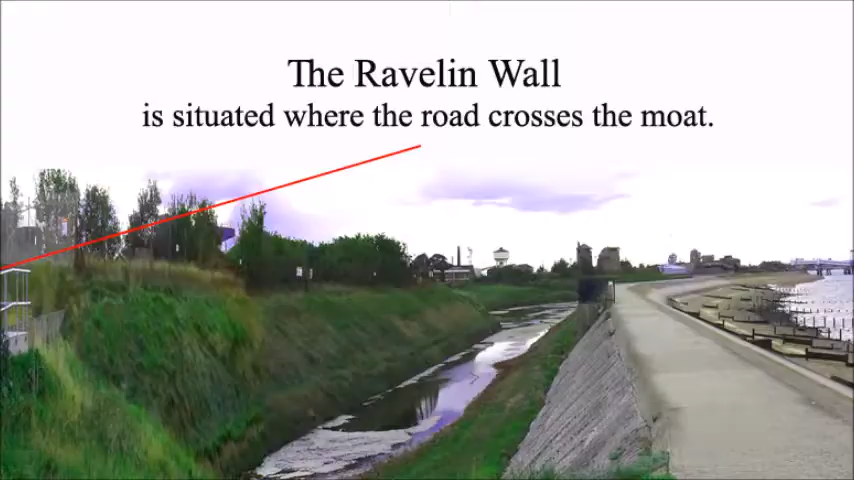 The Ravelin Wall
is situated where the road crosses the moat.